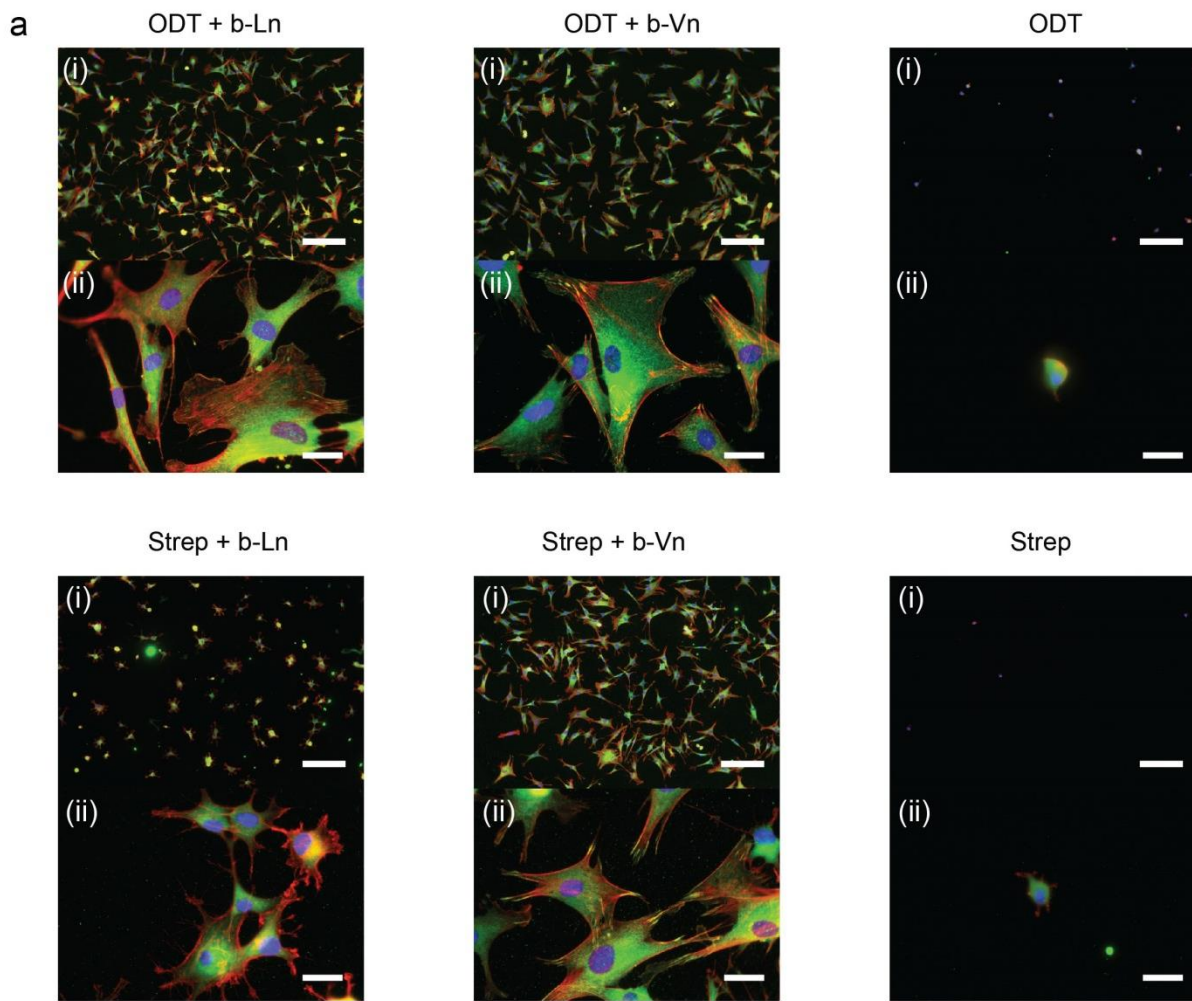 a
ODT + b-Ln
ODT + b-Vn
ODT
(i)
(i)
(i)
(ii)
(ii)
(ii)
Strep + b-Ln
Strep + b-Vn
Strep
(i)
(i)
(i)
(ii)
(ii)
(ii)